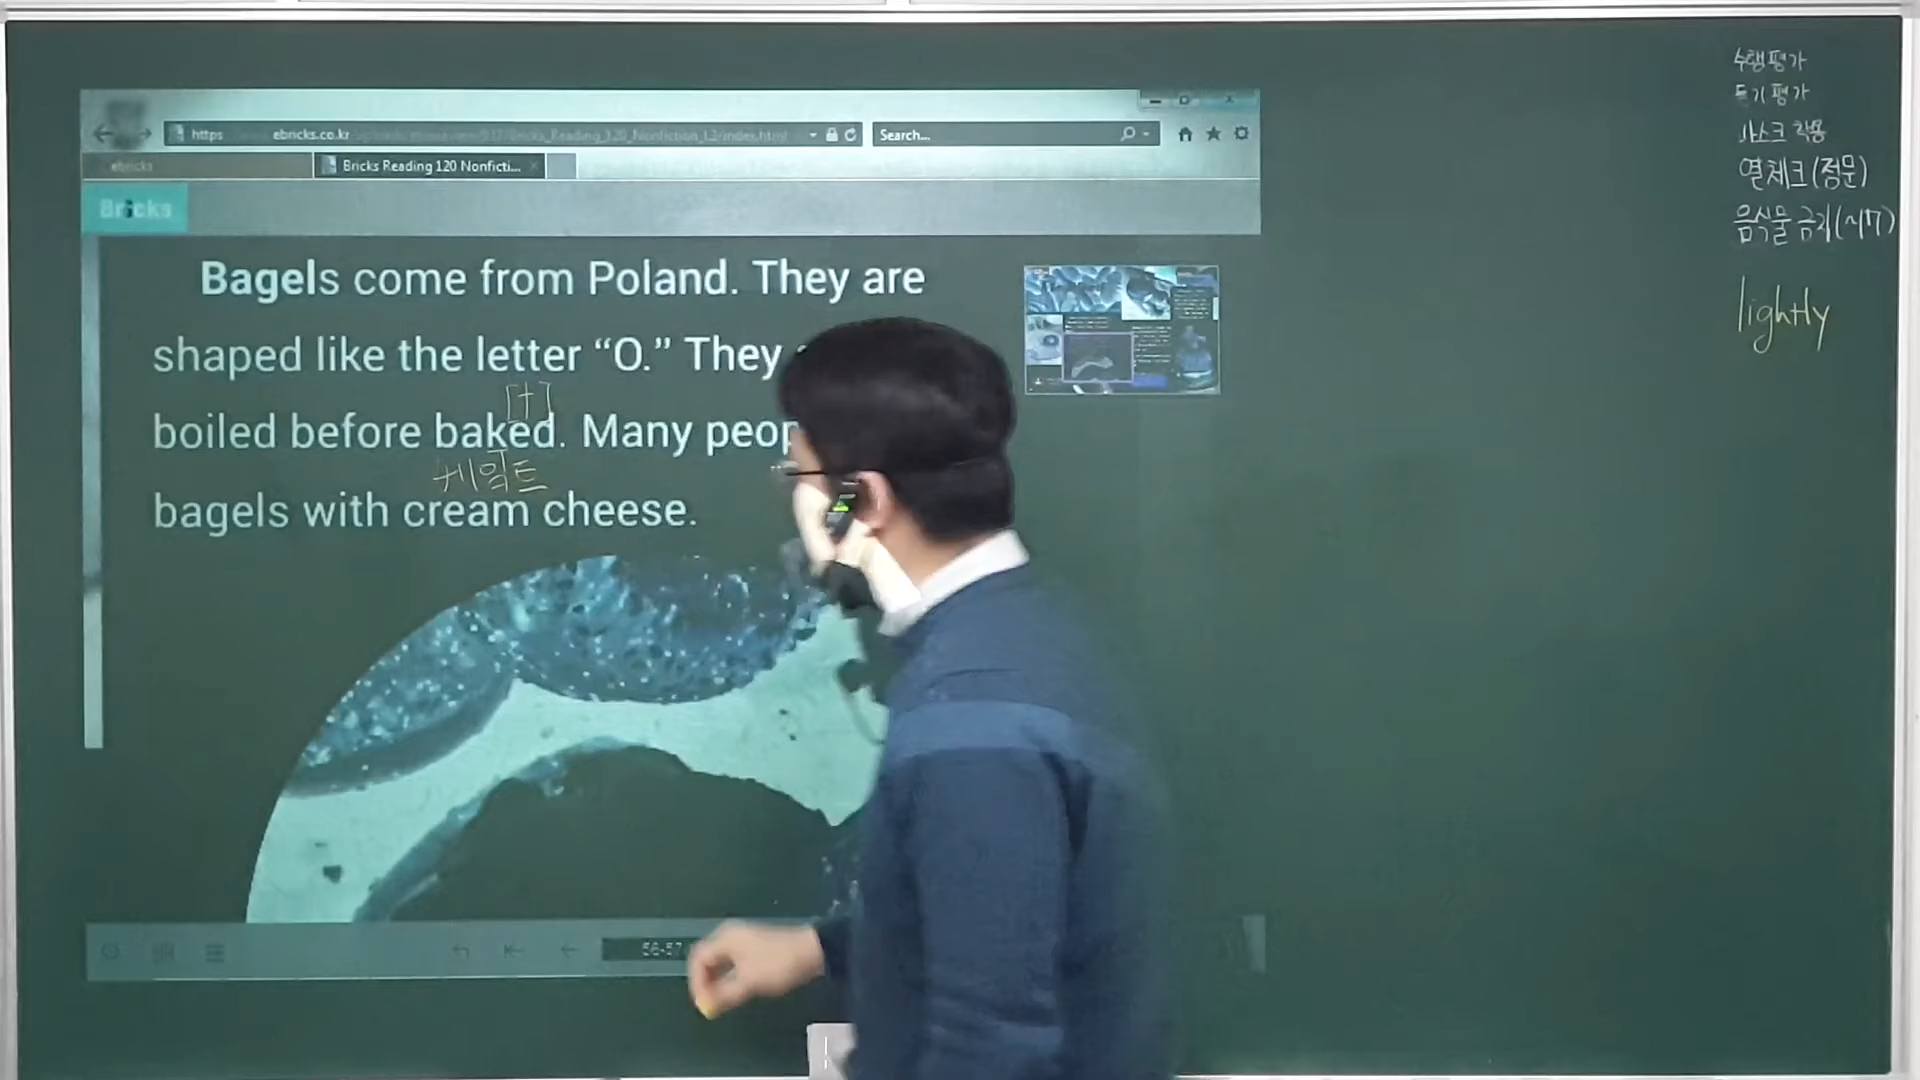 https ebricks.co.kr Search...
ebricks Bricks Reading 120 Nonficti...
Bricks
Bagels come from Poland. They are
shaped like the letter “O.” They
[t]
boiled before baked. Many peop
베익트
bagels with cream cheese.
56-57
수행평가
듣기평가
마스크 착용
열체크(정문)
음식물 금지(
lightly